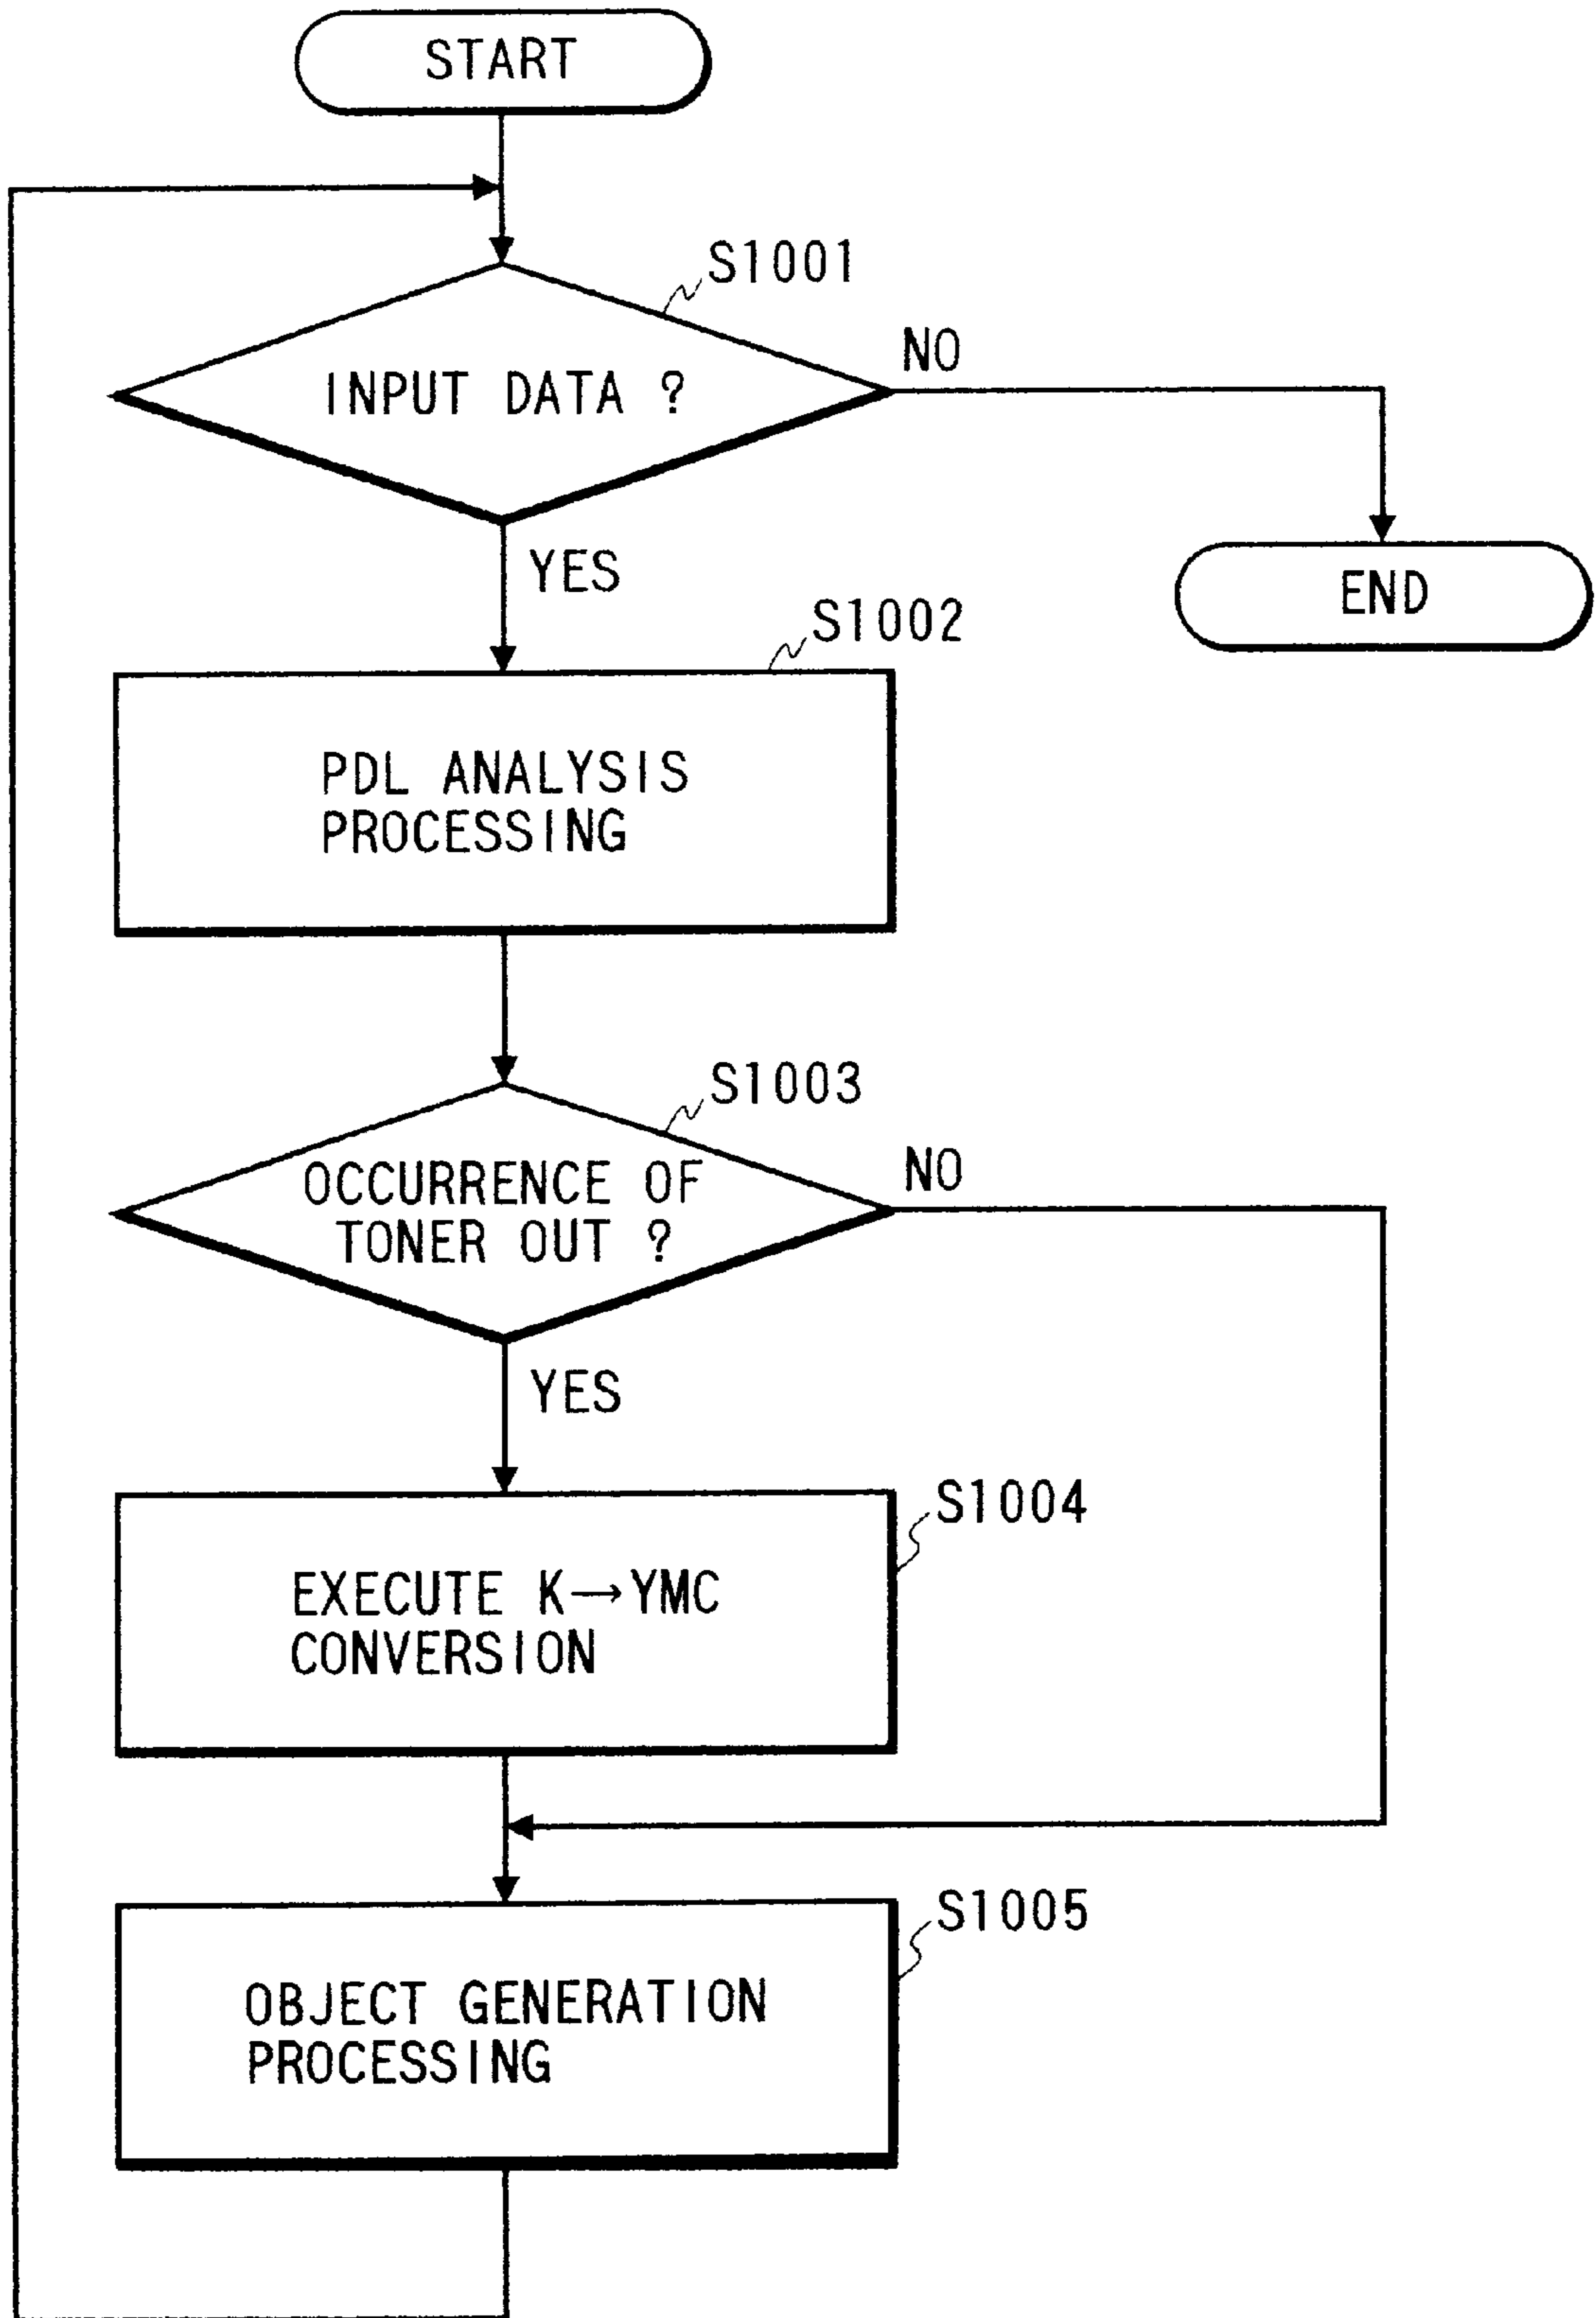 START
S1001
INPUT DATA ?
NO
YES
END
S1002
PDL ANALYSIS
PROCESSING
S1003
OCCURRENCE OF
TONER OUT ?
NO
YES
S1004
EXECUTE K→YMC
CONVERSION
S1005
OBJECT GENERATION
PROCESSING